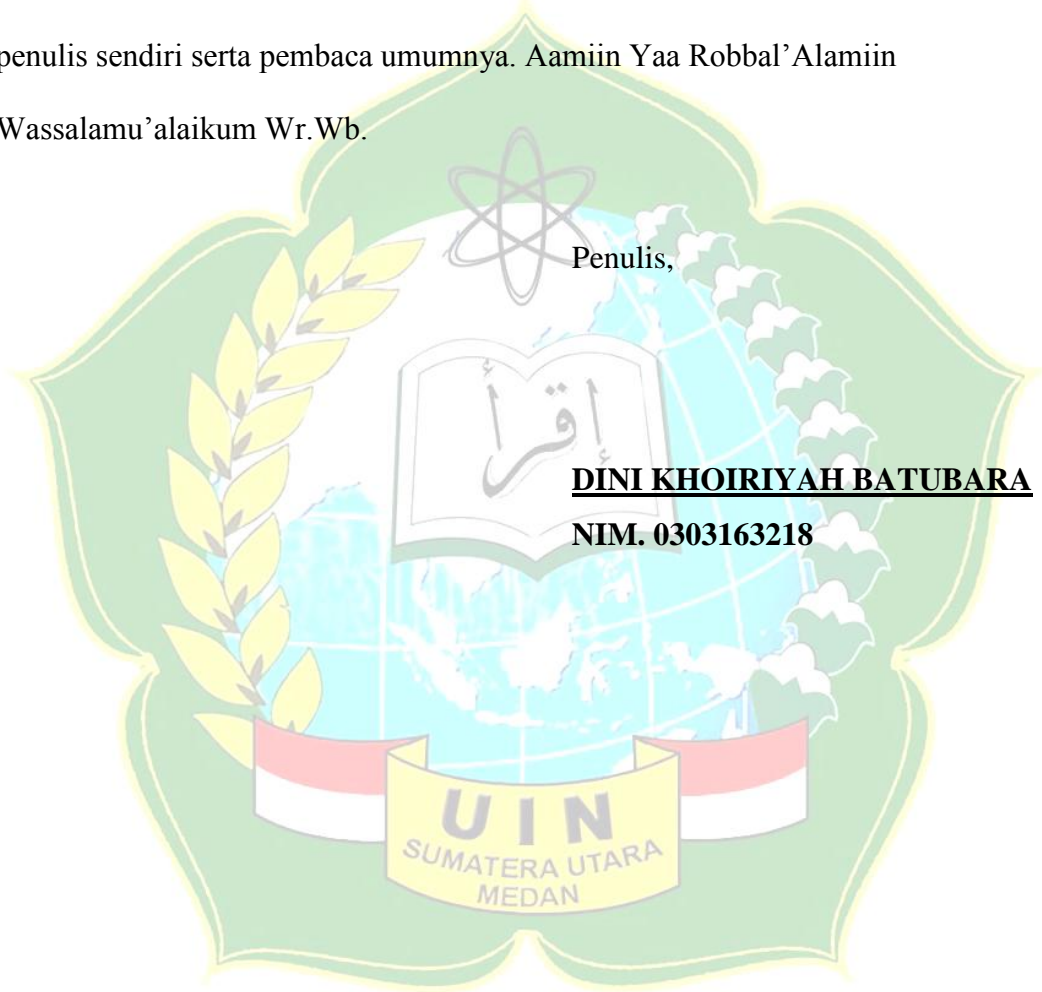 penulis sendiri serta pembaca umumnya. Aamiin Yaa Robbal’Alamiin
Wassalamu’alaikum Wr.Wb.
Penulis,
إقرأ
DINI KHOIRIYAH BATUBARA
NIM. 0303163218
UIN
SUMATERA UTARA
MEDAN